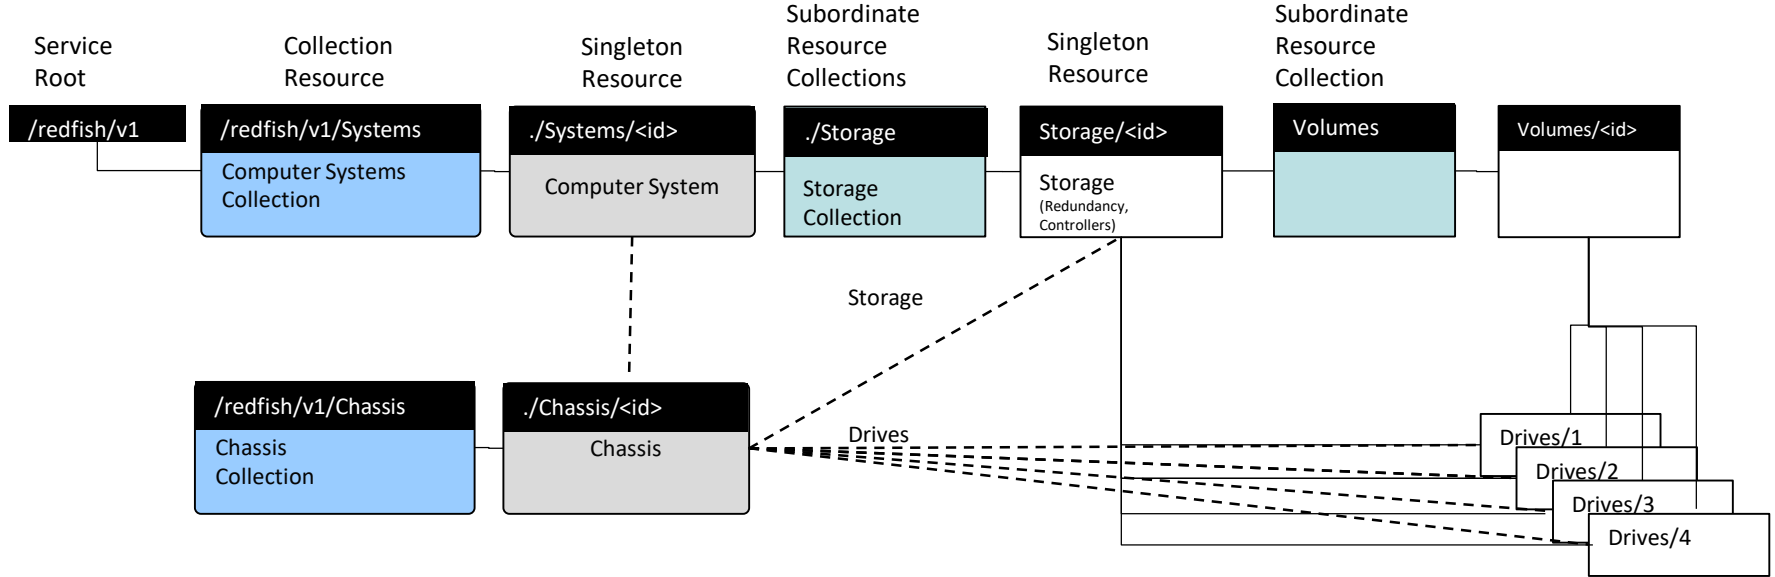 Service
Root
Collection
Resource
Singleton
Resource
Subordinate
Resource
Collections
Singleton
Resource
Subordinate
Resource
Collection
/redfish/v1
/redfish/v1/Systems
Computer Systems
Collection
./Systems/<id>
Computer System
./Storage
Storage
Collection
Storage/<id>
Storage
(Redundancy,
Controllers)
Volumes
Volumes/<id>
Storage
/redfish/v1/Chassis
Chassis
Collection
./Chassis/<id>
Chassis
Drives
Drives/1
Drives/2
Drives/3
Drives/4